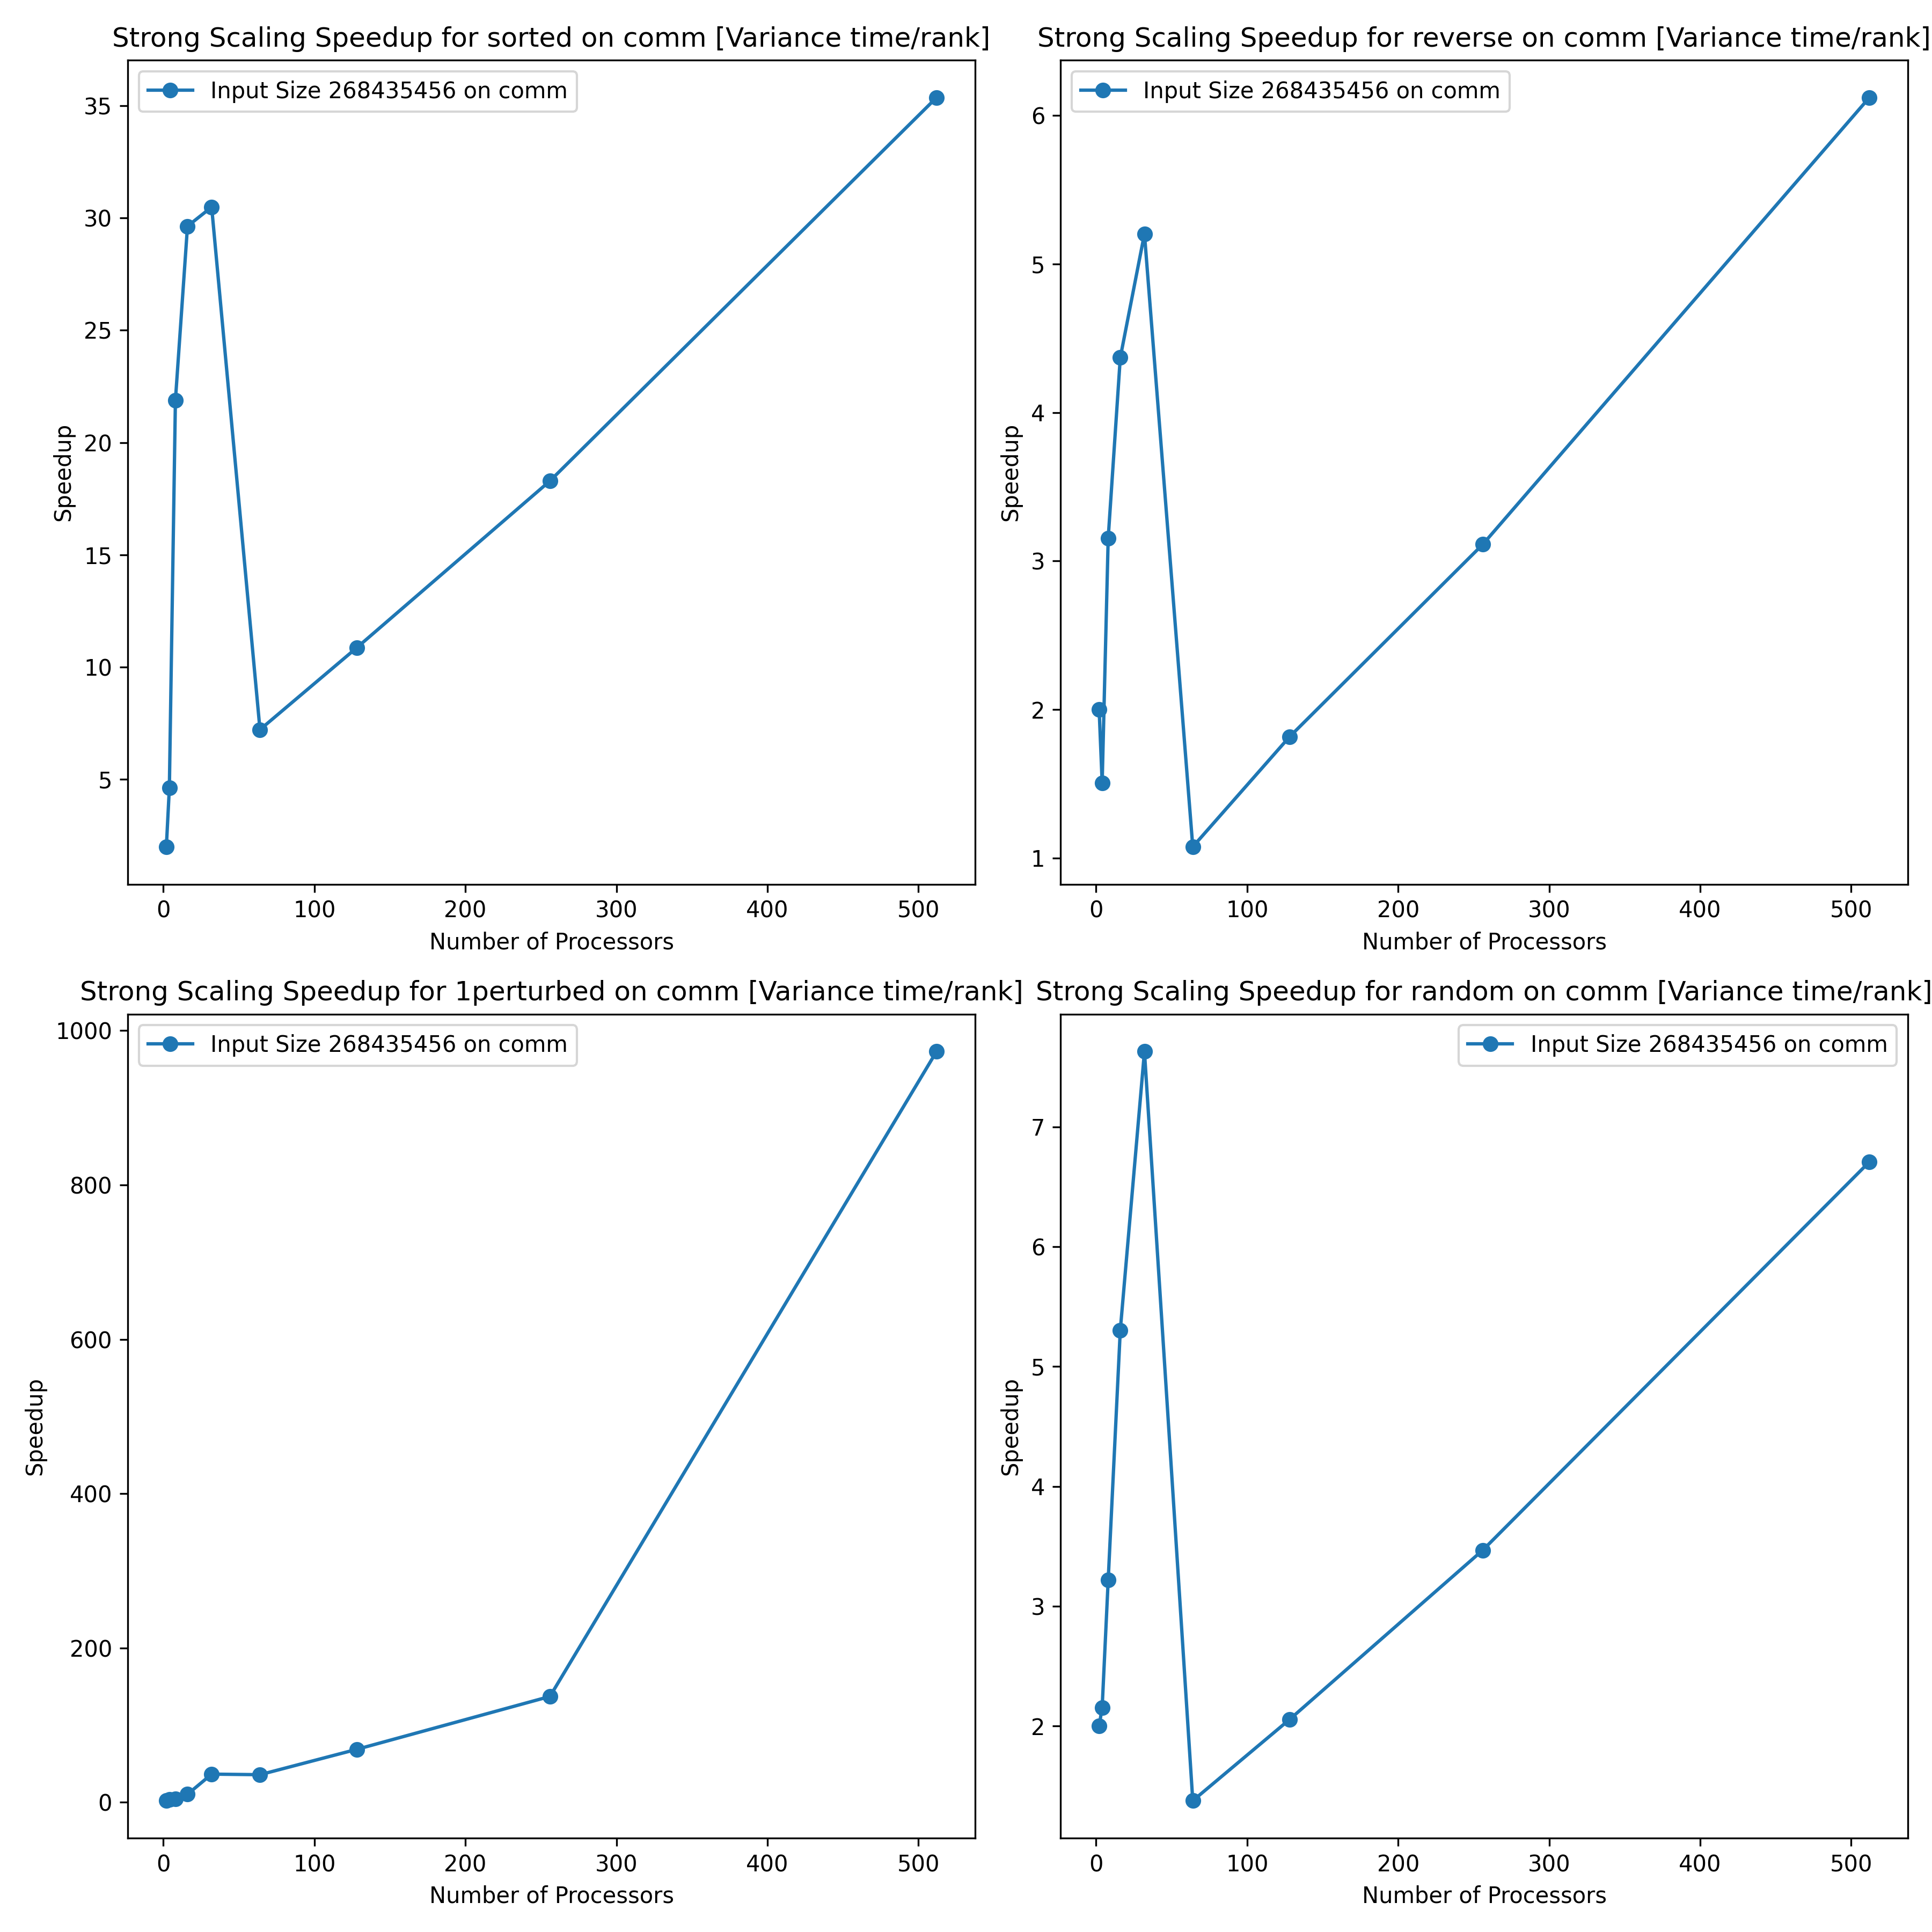 Strong Scaling Speedup for sorted on comm [Variance time/rank]
Input Size 268435456 on comm
35
30
25
20
15
10
5
Speedup
0 100 200 300 400 500
Number of Processors
Strong Scaling Speedup for reverse on comm [Variance time/rank]
Input Size 268435456 on comm
6
5
4
3
2
1
Speedup
0 100 200 300 400 500
Number of Processors
Strong Scaling Speedup for 1perturbed on comm [Variance time/rank]
Input Size 268435456 on comm
1000
800
600
400
200
0
Speedup
0 100 200 300 400 500
Number of Processors
Strong Scaling Speedup for random on comm [Variance time/rank]
Input Size 268435456 on comm
7
6
5
4
3
2
Speedup
0 100 200 300 400 500
Number of Processors